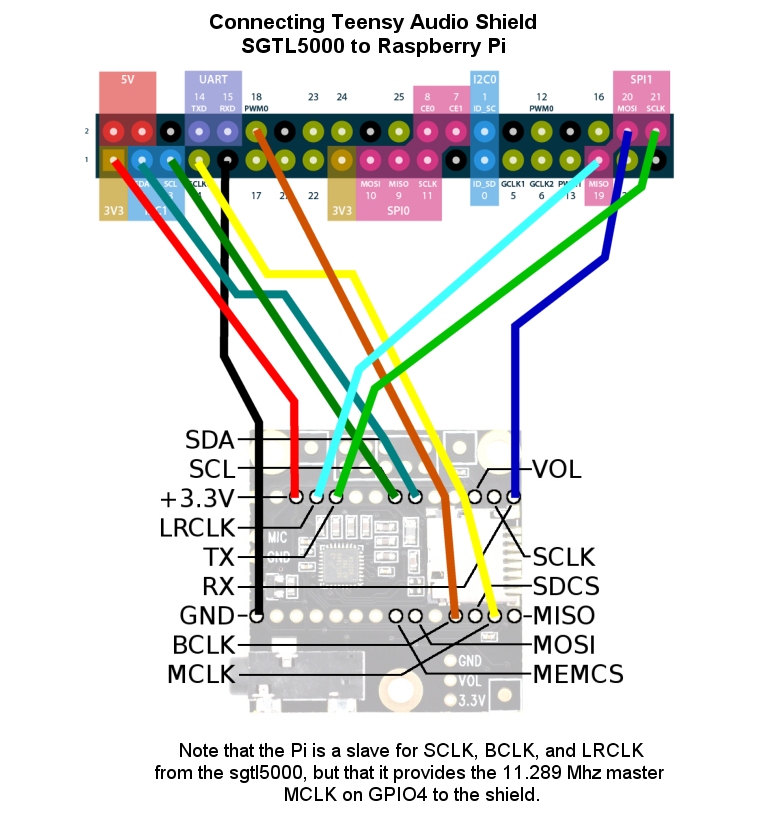 Connecting Teensy Audio Shield
SGTL5000 to Raspberry Pi
5V UART I2C0 SPI1
14 15 18 23 24 25 8 7 1 12 16 20 21
TXD RXD PWM0 CE0 CE1 ID_SC PWM0 MOSI SCLK
2
1
SDA SCL ID_SD GCLK1 GCLK2
MOSI MISO SCLK MISO
17 22 10 9 11 0 5 6 13 19
3V3 3V3 SPI0
SDA
SCL VOL
+3.3V
LRCLK
MIC
TX SCLK
GND
RX SDCS
GND MISO
BCLK MOSI
GND
MCLK MEMCS
VOL
3.3V
Note that the Pi is a slave for SCLK, BCLK, and LRCLK
from the sgtl5000, but that it provides the 11.289 Mhz master
MCLK on GPIO4 to the shield.